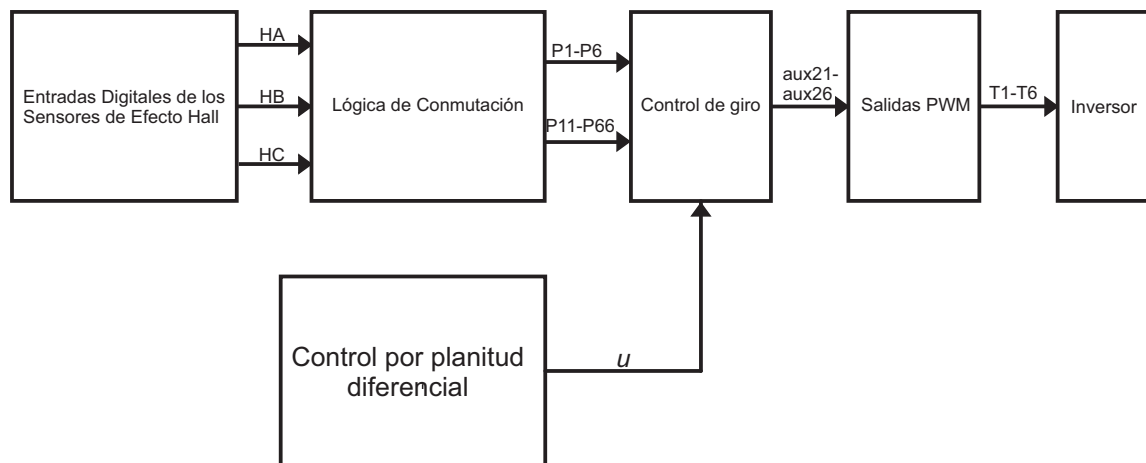 HA
HB
HC
Entradas Digitales de los
Sensores de Efecto Hall
Lógica de Conmutación
P1-P6
P11-P66
Control de giro
aux21-
aux26
Salidas PWM
T1-T6
Inversor
Control por planitud
diferencial
u